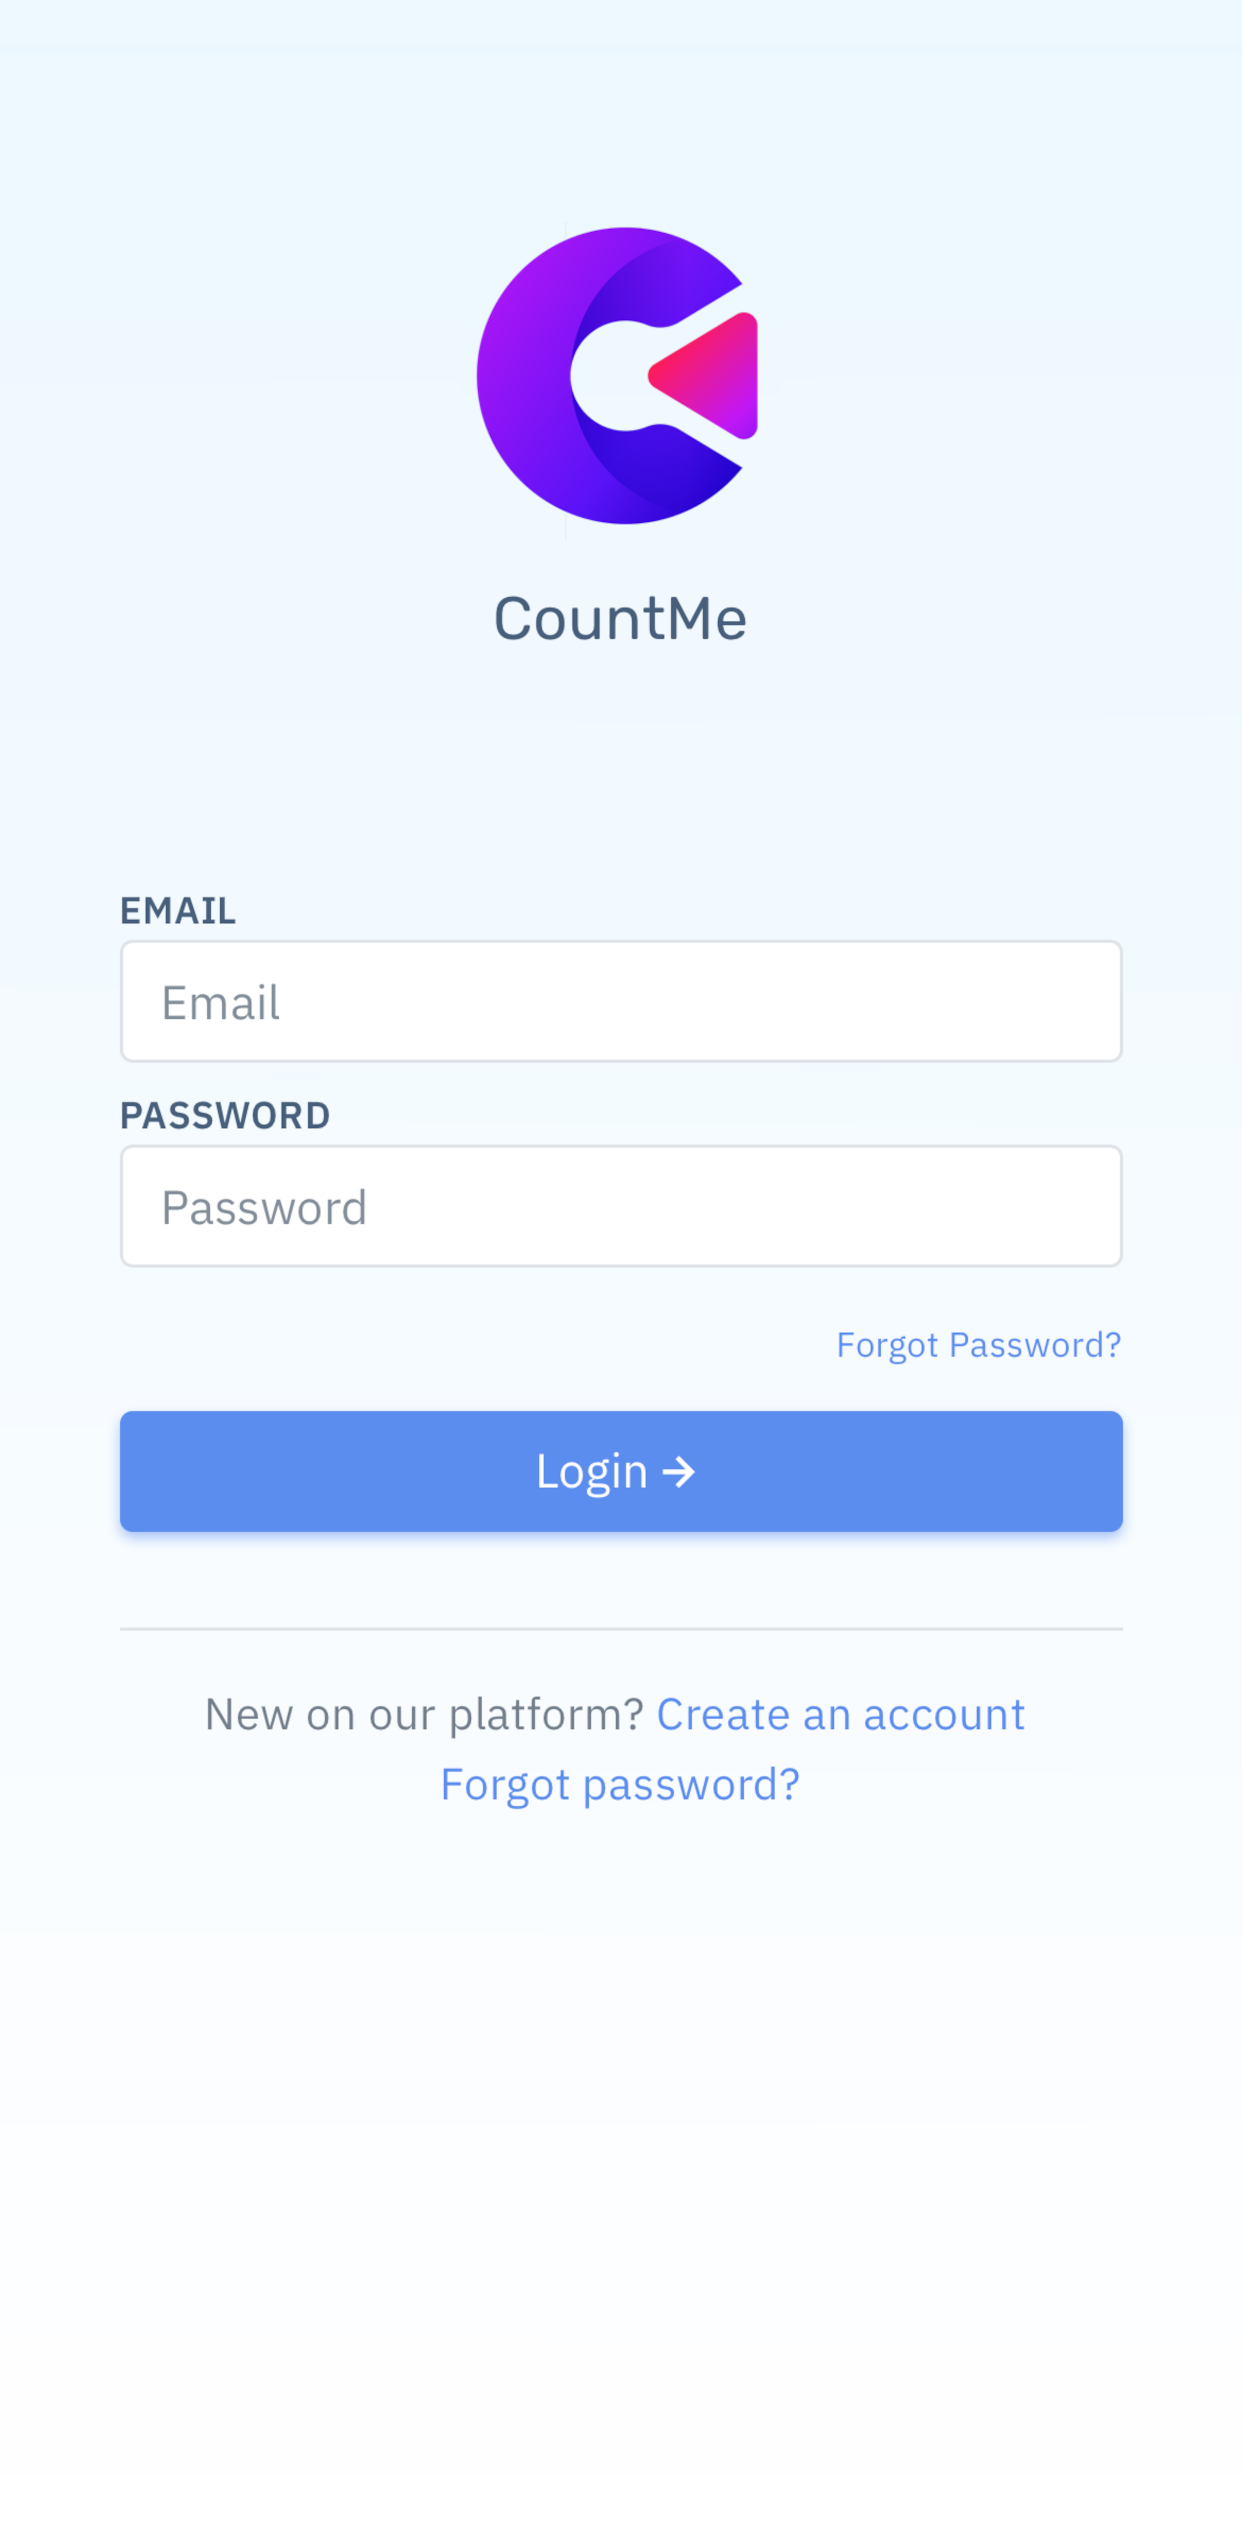 CountMe
EMAIL
Email
PASSWORD
Password
Forgot Password?
Login →
New on our platform? Create an account
Forgot password?